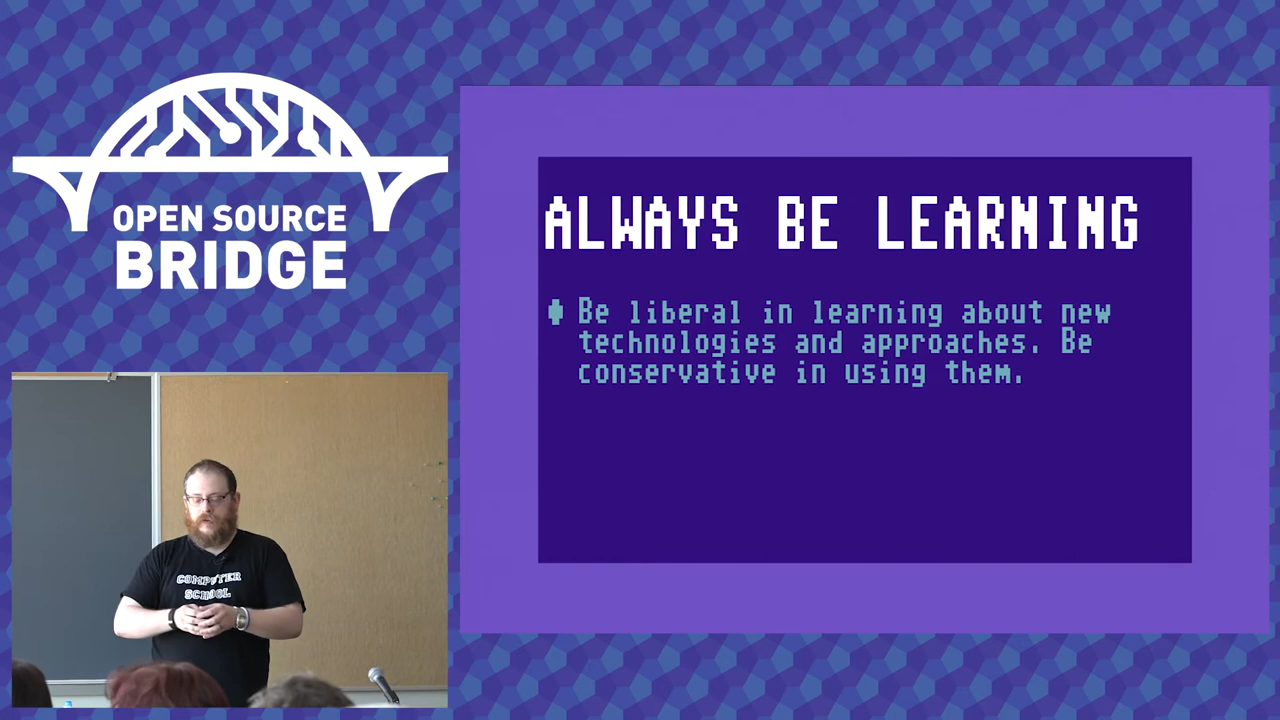 OPEN SOURCE
BRIDGE
ALWAYS BE LEARNING
Be liberal in learning about new
technologies and approaches. Be
conservative in using them.
COMPUTER
SCHOOL